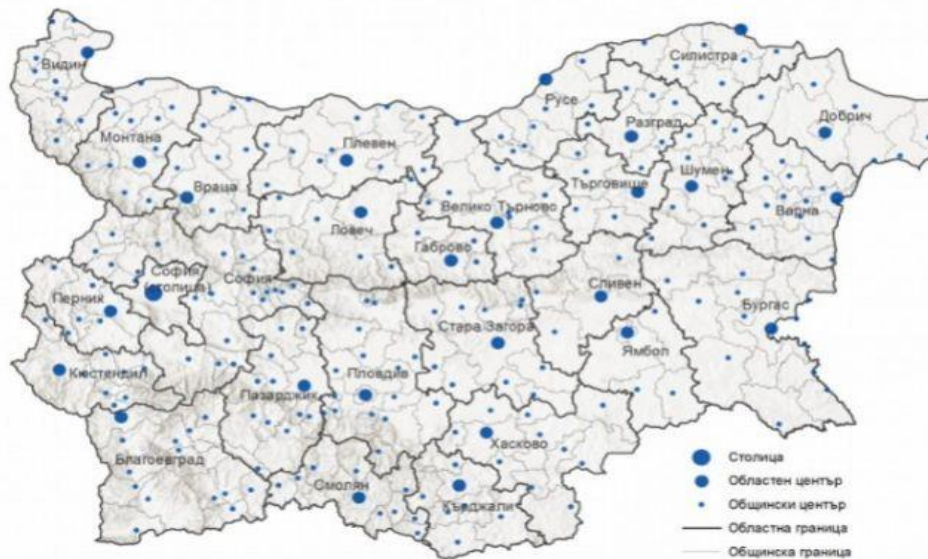 Видин
Силистра
Русе
Добрич
Монтана
Плевен
Разград
Враца
Търговище
Шумен
Варна
Ловеч
Велико Търново
Габрово
София
(столица)
София
Сливен
Перник
Бургас
Стара Загора
Ямбол
Кюстендил
Пазарджик
Пловдив
Хасково
Благоевград
Смолян
Кърджали
Столица
Областен център
Общински център
Областна граница
Общинска граница